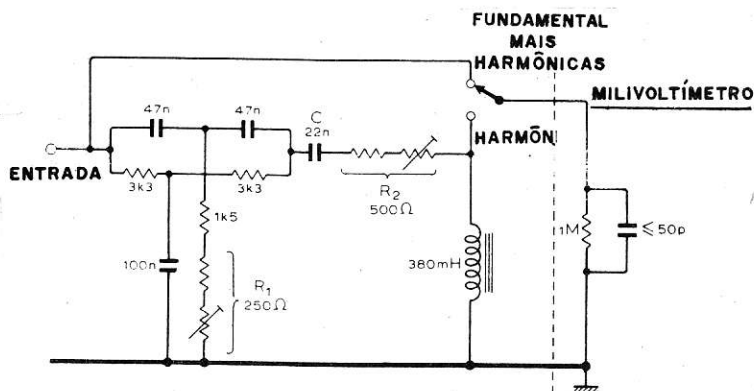 FUNDAMENTAL
MAIS
HARMÔNICAS
MILIVOLTÍMETRO
47n
47n
C
22n
HARMÔN
ENTRADA
3k3
3k3
R2
500Ω
1k5
1M
≤ 50p
380mH
100n
R1
250Ω